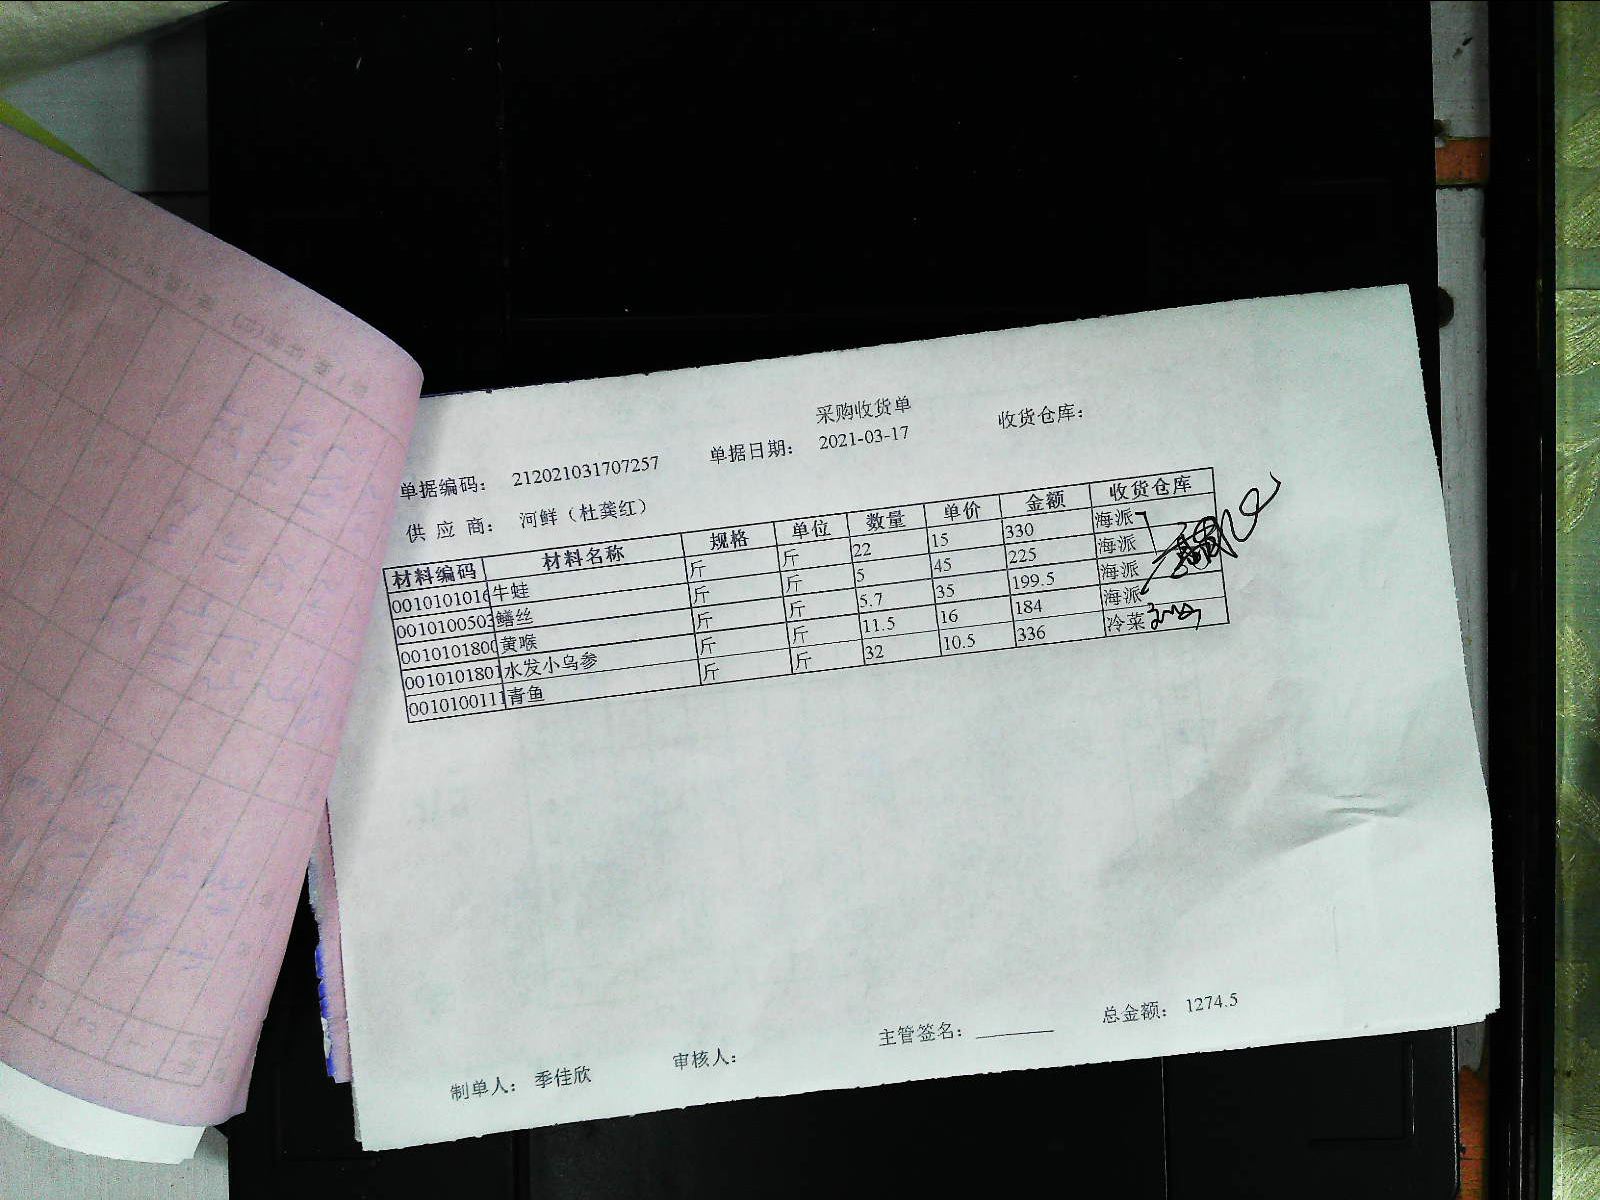 采购收货单
单据编码： 212021031707257 单据日期： 2021-03-17 收货仓库：
供 应 商： 河鲜（杜龚红）
材料编码 材料名称 规格 单位 数量 单价 金额 收货仓库
0010101016 牛蛙 斤 斤 22 15 330 海派
0010100503 鳝丝 斤 斤 5 45 225 海派
0010101800 黄喉 斤 斤 5.7 35 199.5 海派
0010101801 水发小乌参 斤 斤 11.5 16 184 海派
0010100111 青鱼 斤 斤 32 10.5 336 冷菜
制单人： 季佳欣 审核人： 主管签名： 总金额： 1274.5